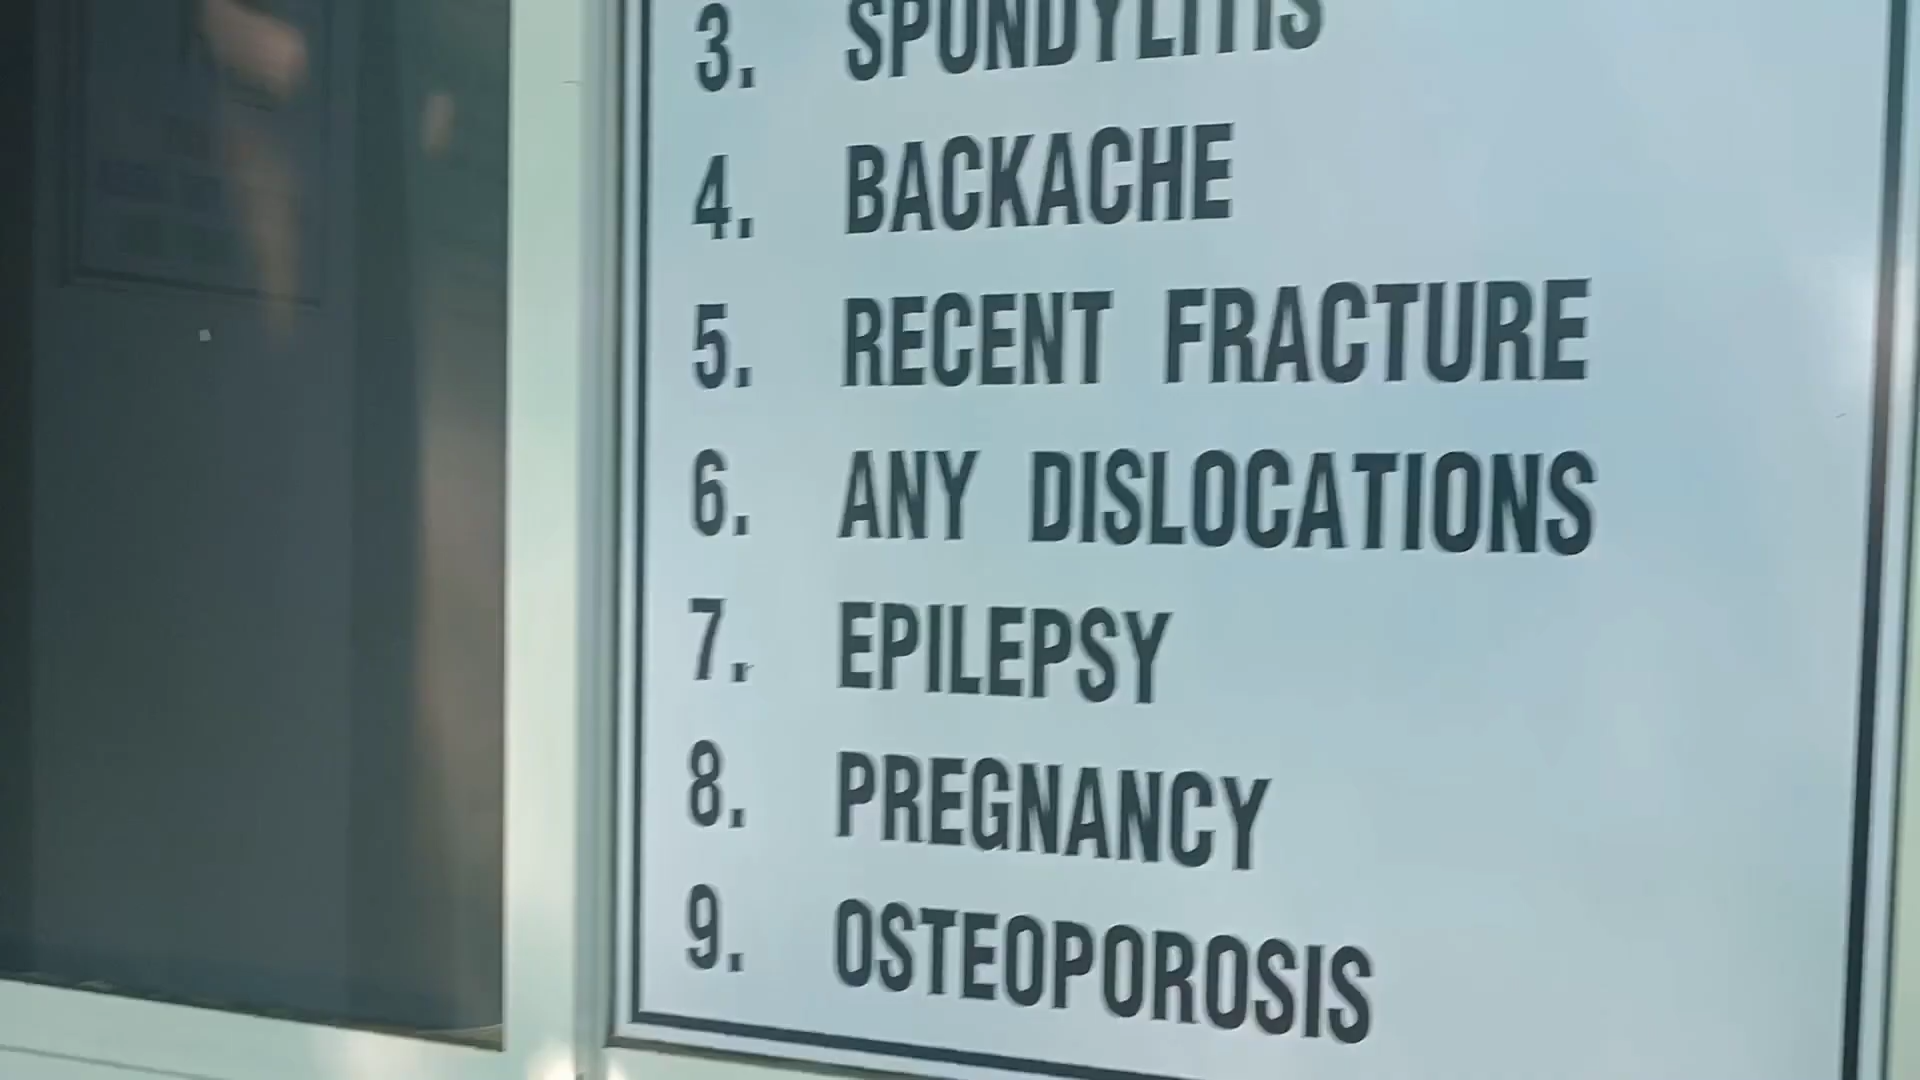 3. SPONDYLITIS
4. BACKACHE
5. RECENT FRACTURE
6. ANY DISLOCATIONS
7. EPILEPSY
8. PREGNANCY
9. OSTEOPOROSIS